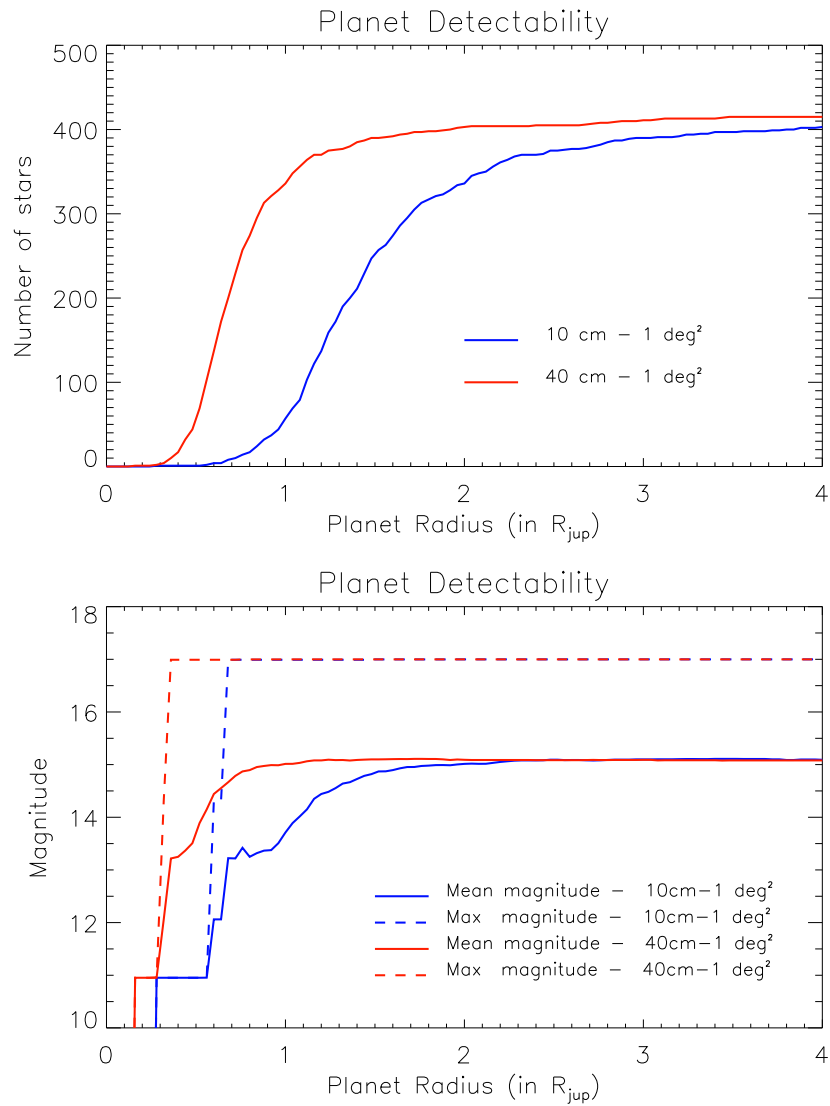 Planet Detectability
500
400
300
200
100
0
Number of stars
10 cm – 1 deg²
40 cm – 1 deg²
0 1 2 3 4
Planet Radius (in R_jup)
Planet Detectability
18
16
14
12
10
Magnitude
Mean magnitude – 10cm–1 deg²
Max magnitude – 10cm–1 deg²
Mean magnitude – 40cm–1 deg²
Max magnitude – 40cm–1 deg²
0 1 2 3 4
Planet Radius (in R_jup)